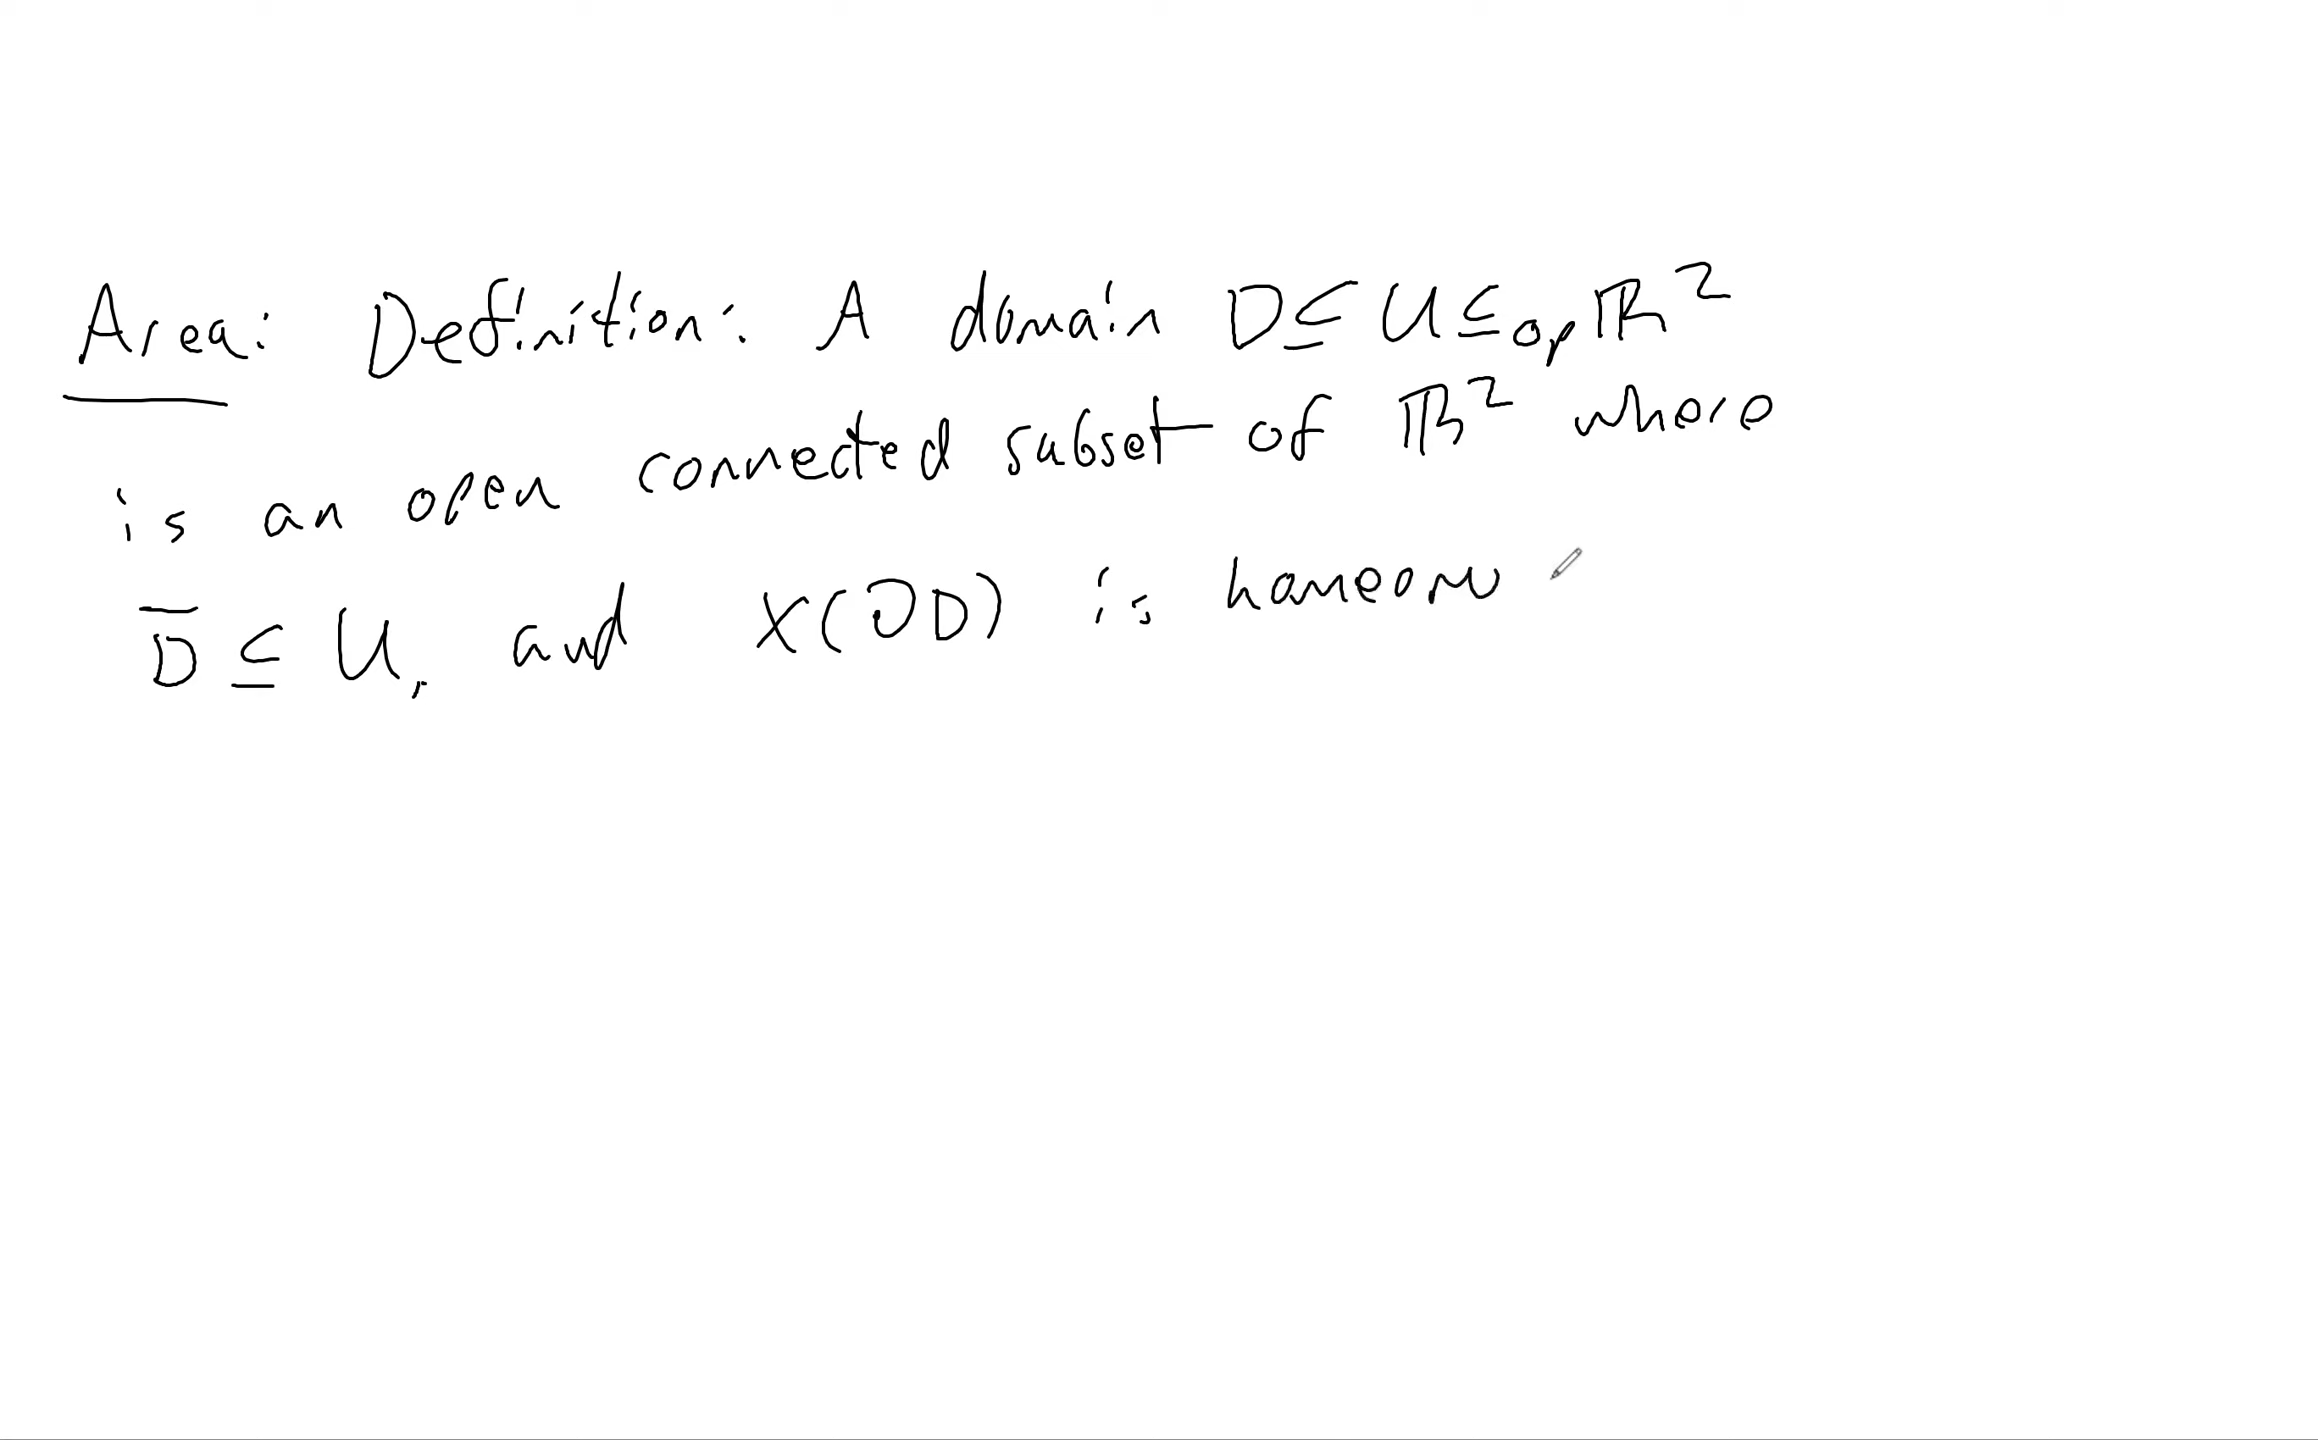 Area: Definition: A domain D ⊆ U ⊆op ℝ²
is an open connected subset of ℝ² where
D̅ ⊆ U, and X(∂D) is homeom